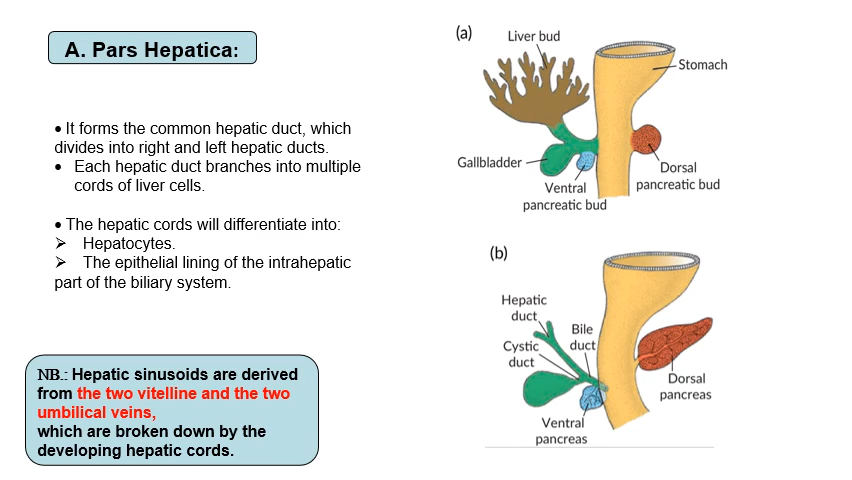 A. Pars Hepatica:
• It forms the common hepatic duct, which
divides into right and left hepatic ducts.
• Each hepatic duct branches into multiple
cords of liver cells.
• The hepatic cords will differentiate into:
➢ Hepatocytes.
➢ The epithelial lining of the intrahepatic
part of the biliary system.
NB.: Hepatic sinusoids are derived
from the two vitelline and the two
umbilical veins,
which are broken down by the
developing hepatic cords.
(a)
Liver bud
Stomach
Gallbladder
Ventral
pancreatic bud
Dorsal
pancreatic bud
(b)
Hepatic
duct
Bile
duct
Cystic
duct
Dorsal
pancreas
Ventral
pancreas